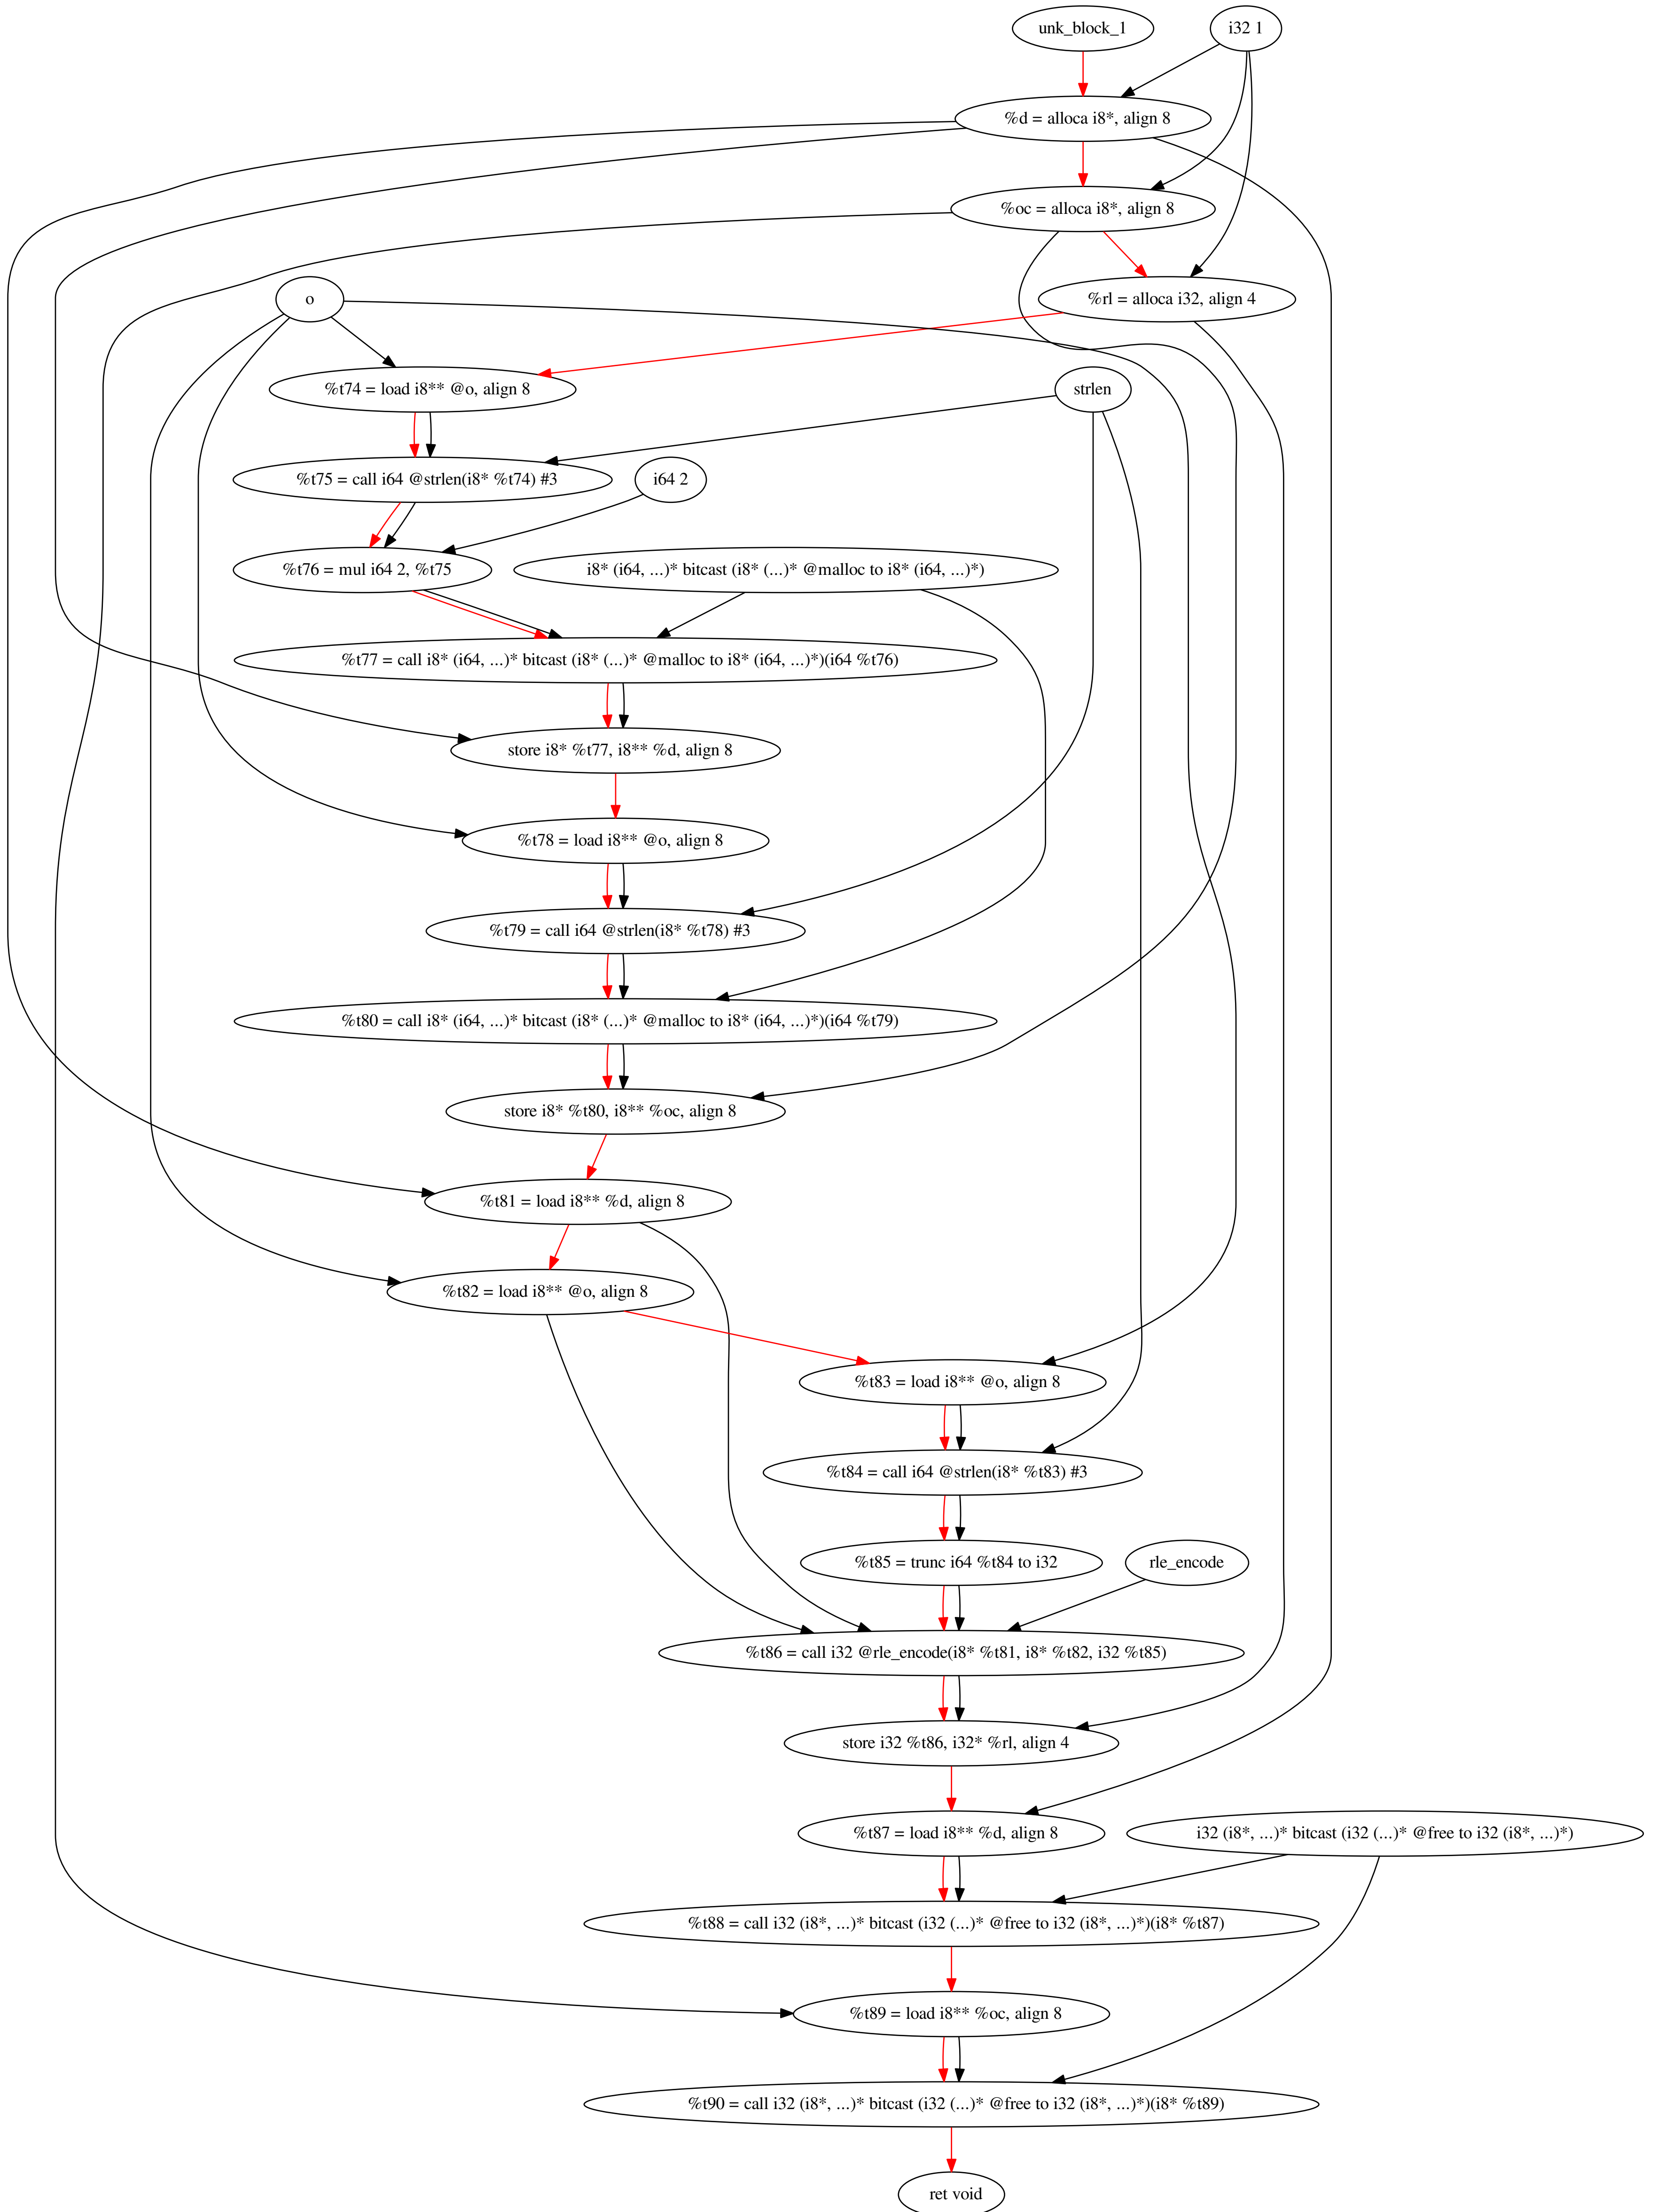 unk_block_1
i32 1
%d = alloca i8*, align 8
%oc = alloca i8*, align 8
o
%rl = alloca i32, align 4
%t74 = load i8** @o, align 8
strlen
%t75 = call i64 @strlen(i8* %t74) #3
i64 2
%t76 = mul i64 2, %t75
i8* (i64, ...)* bitcast (i8* (...)* @malloc to i8* (i64, ...)*)
%t77 = call i8* (i64, ...)* bitcast (i8* (...)* @malloc to i8* (i64, ...)*)(i64 %t76)
store i8* %t77, i8** %d, align 8
%t78 = load i8** @o, align 8
%t79 = call i64 @strlen(i8* %t78) #3
%t80 = call i8* (i64, ...)* bitcast (i8* (...)* @malloc to i8* (i64, ...)*)(i64 %t79)
store i8* %t80, i8** %oc, align 8
%t81 = load i8** %d, align 8
%t82 = load i8** @o, align 8
%t83 = load i8** @o, align 8
%t84 = call i64 @strlen(i8* %t83) #3
%t85 = trunc i64 %t84 to i32
rle_encode
%t86 = call i32 @rle_encode(i8* %t81, i8* %t82, i32 %t85)
store i32 %t86, i32* %rl, align 4
%t87 = load i8** %d, align 8
i32 (i8*, ...)* bitcast (i32 (...)* @free to i32 (i8*, ...)*)
%t88 = call i32 (i8*, ...)* bitcast (i32 (...)* @free to i32 (i8*, ...)*)(i8* %t87)
%t89 = load i8** %oc, align 8
%t90 = call i32 (i8*, ...)* bitcast (i32 (...)* @free to i32 (i8*, ...)*)(i8* %t89)
ret void